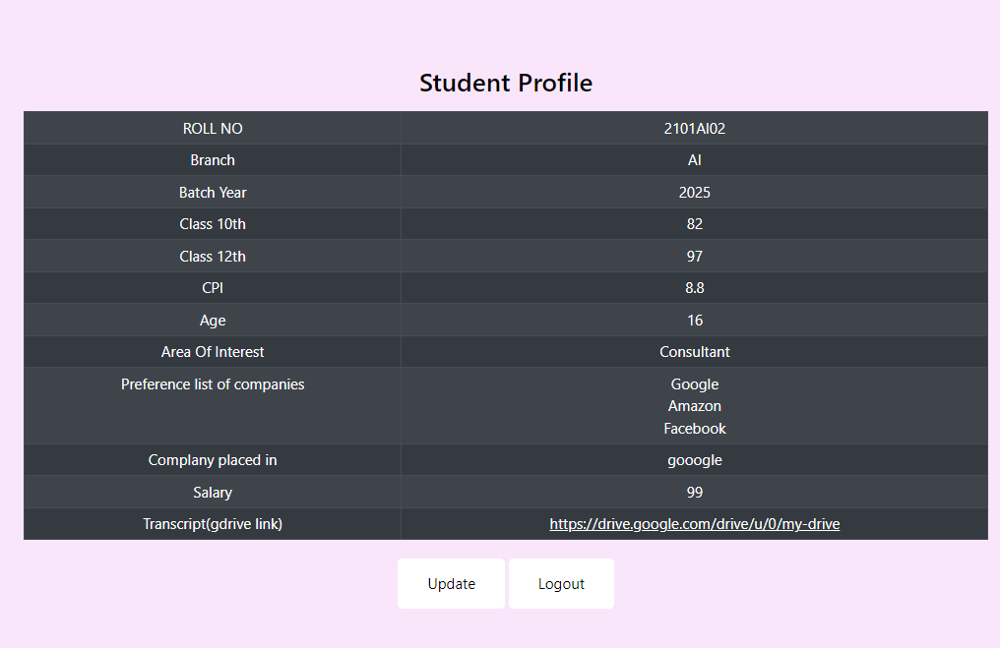 Student Profile
ROLL NO 2101AI02
Branch AI
Batch Year 2025
Class 10th 82
Class 12th 97
CPI 8.8
Age 16
Area Of Interest Consultant
Preference list of companies Google
Amazon
Facebook
Complany placed in gooogle
Salary 99
Transcript(gdrive link) https://drive.google.com/drive/u/0/my-drive
Update Logout